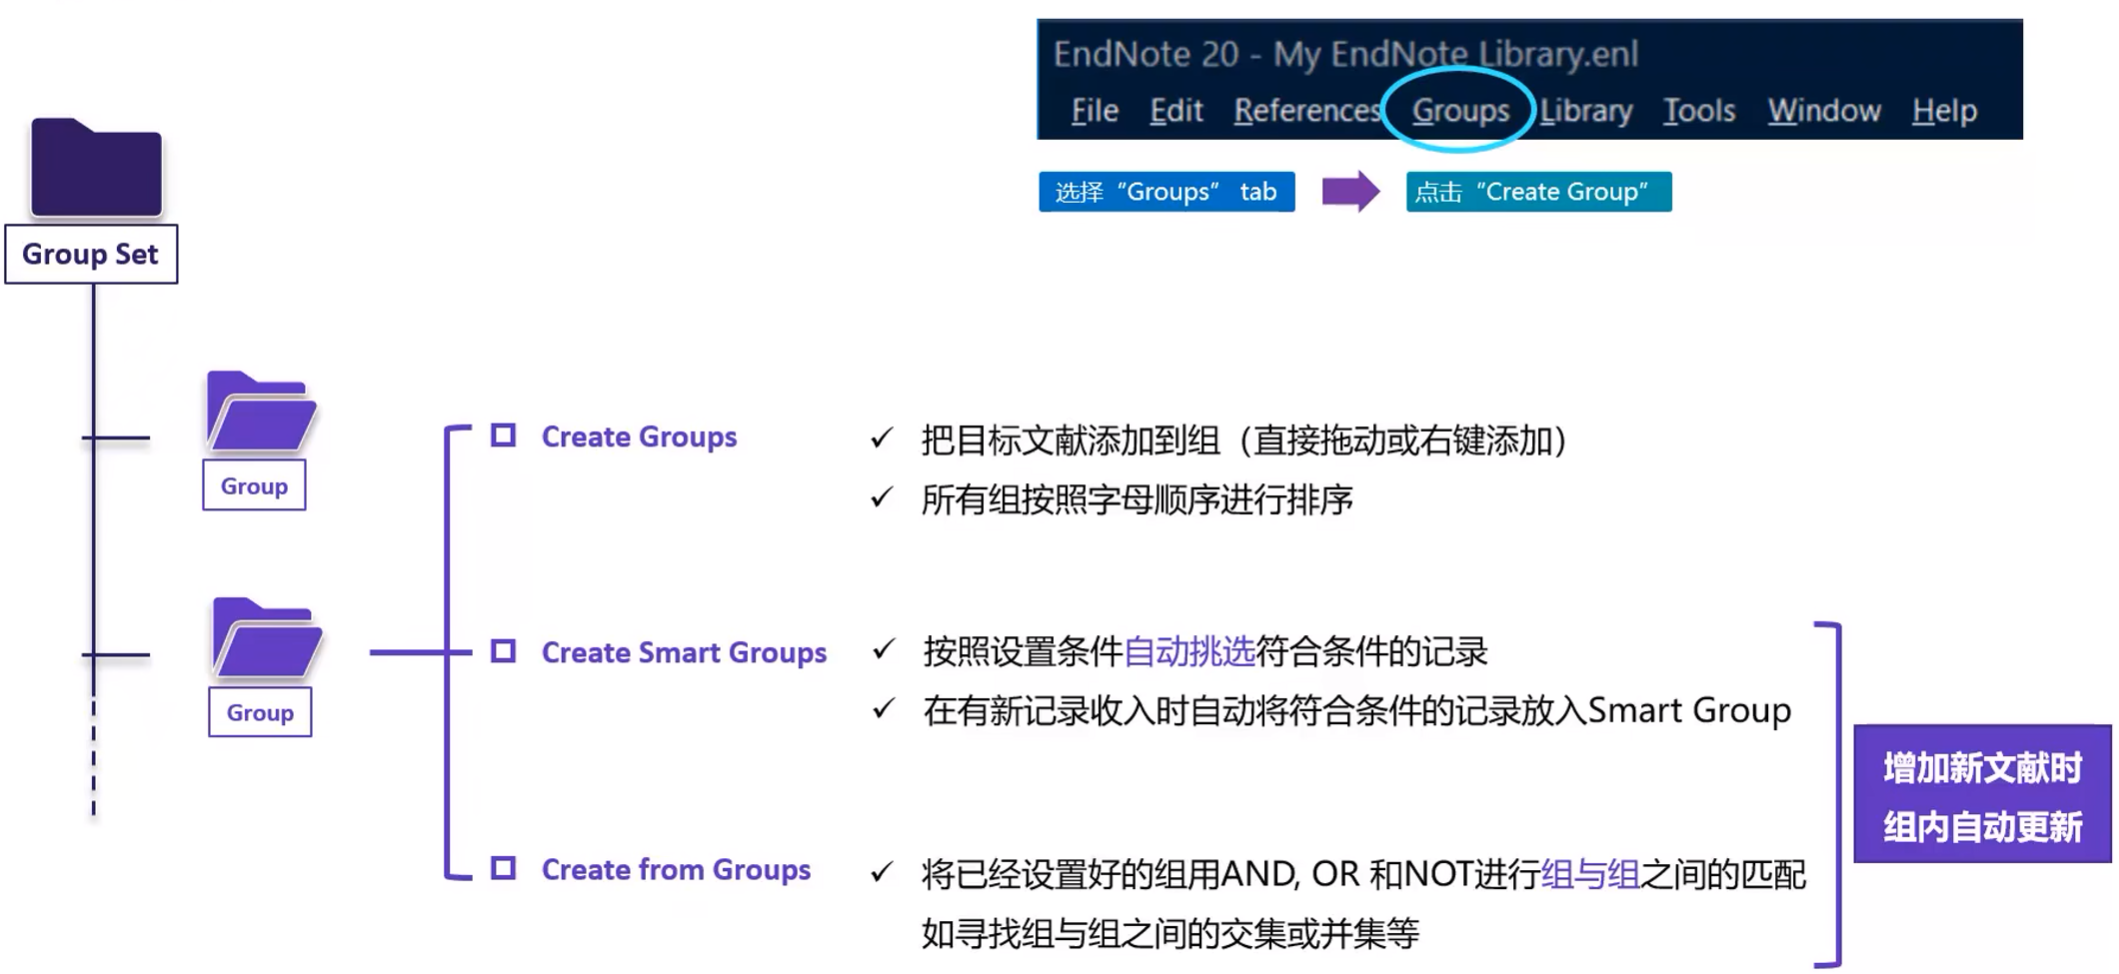 EndNote 20 - My EndNote Library.enl
File Edit References Groups Library Tools Window Help
选择“Groups” tab
点击“Create Group”
Group Set
Group
Create Groups
✓ 把目标文献添加到组（直接拖动或右键添加）
✓ 所有组按照字母顺序进行排序
Group
Create Smart Groups
✓ 按照设置条件自动挑选符合条件的记录
✓ 在有新记录收入时自动将符合条件的记录放入Smart Group
Create from Groups
✓ 将已经设置好的组用AND, OR 和NOT进行组与组之间的匹配
如寻找组与组之间的交集或并集等
增加新文献时
组内自动更新